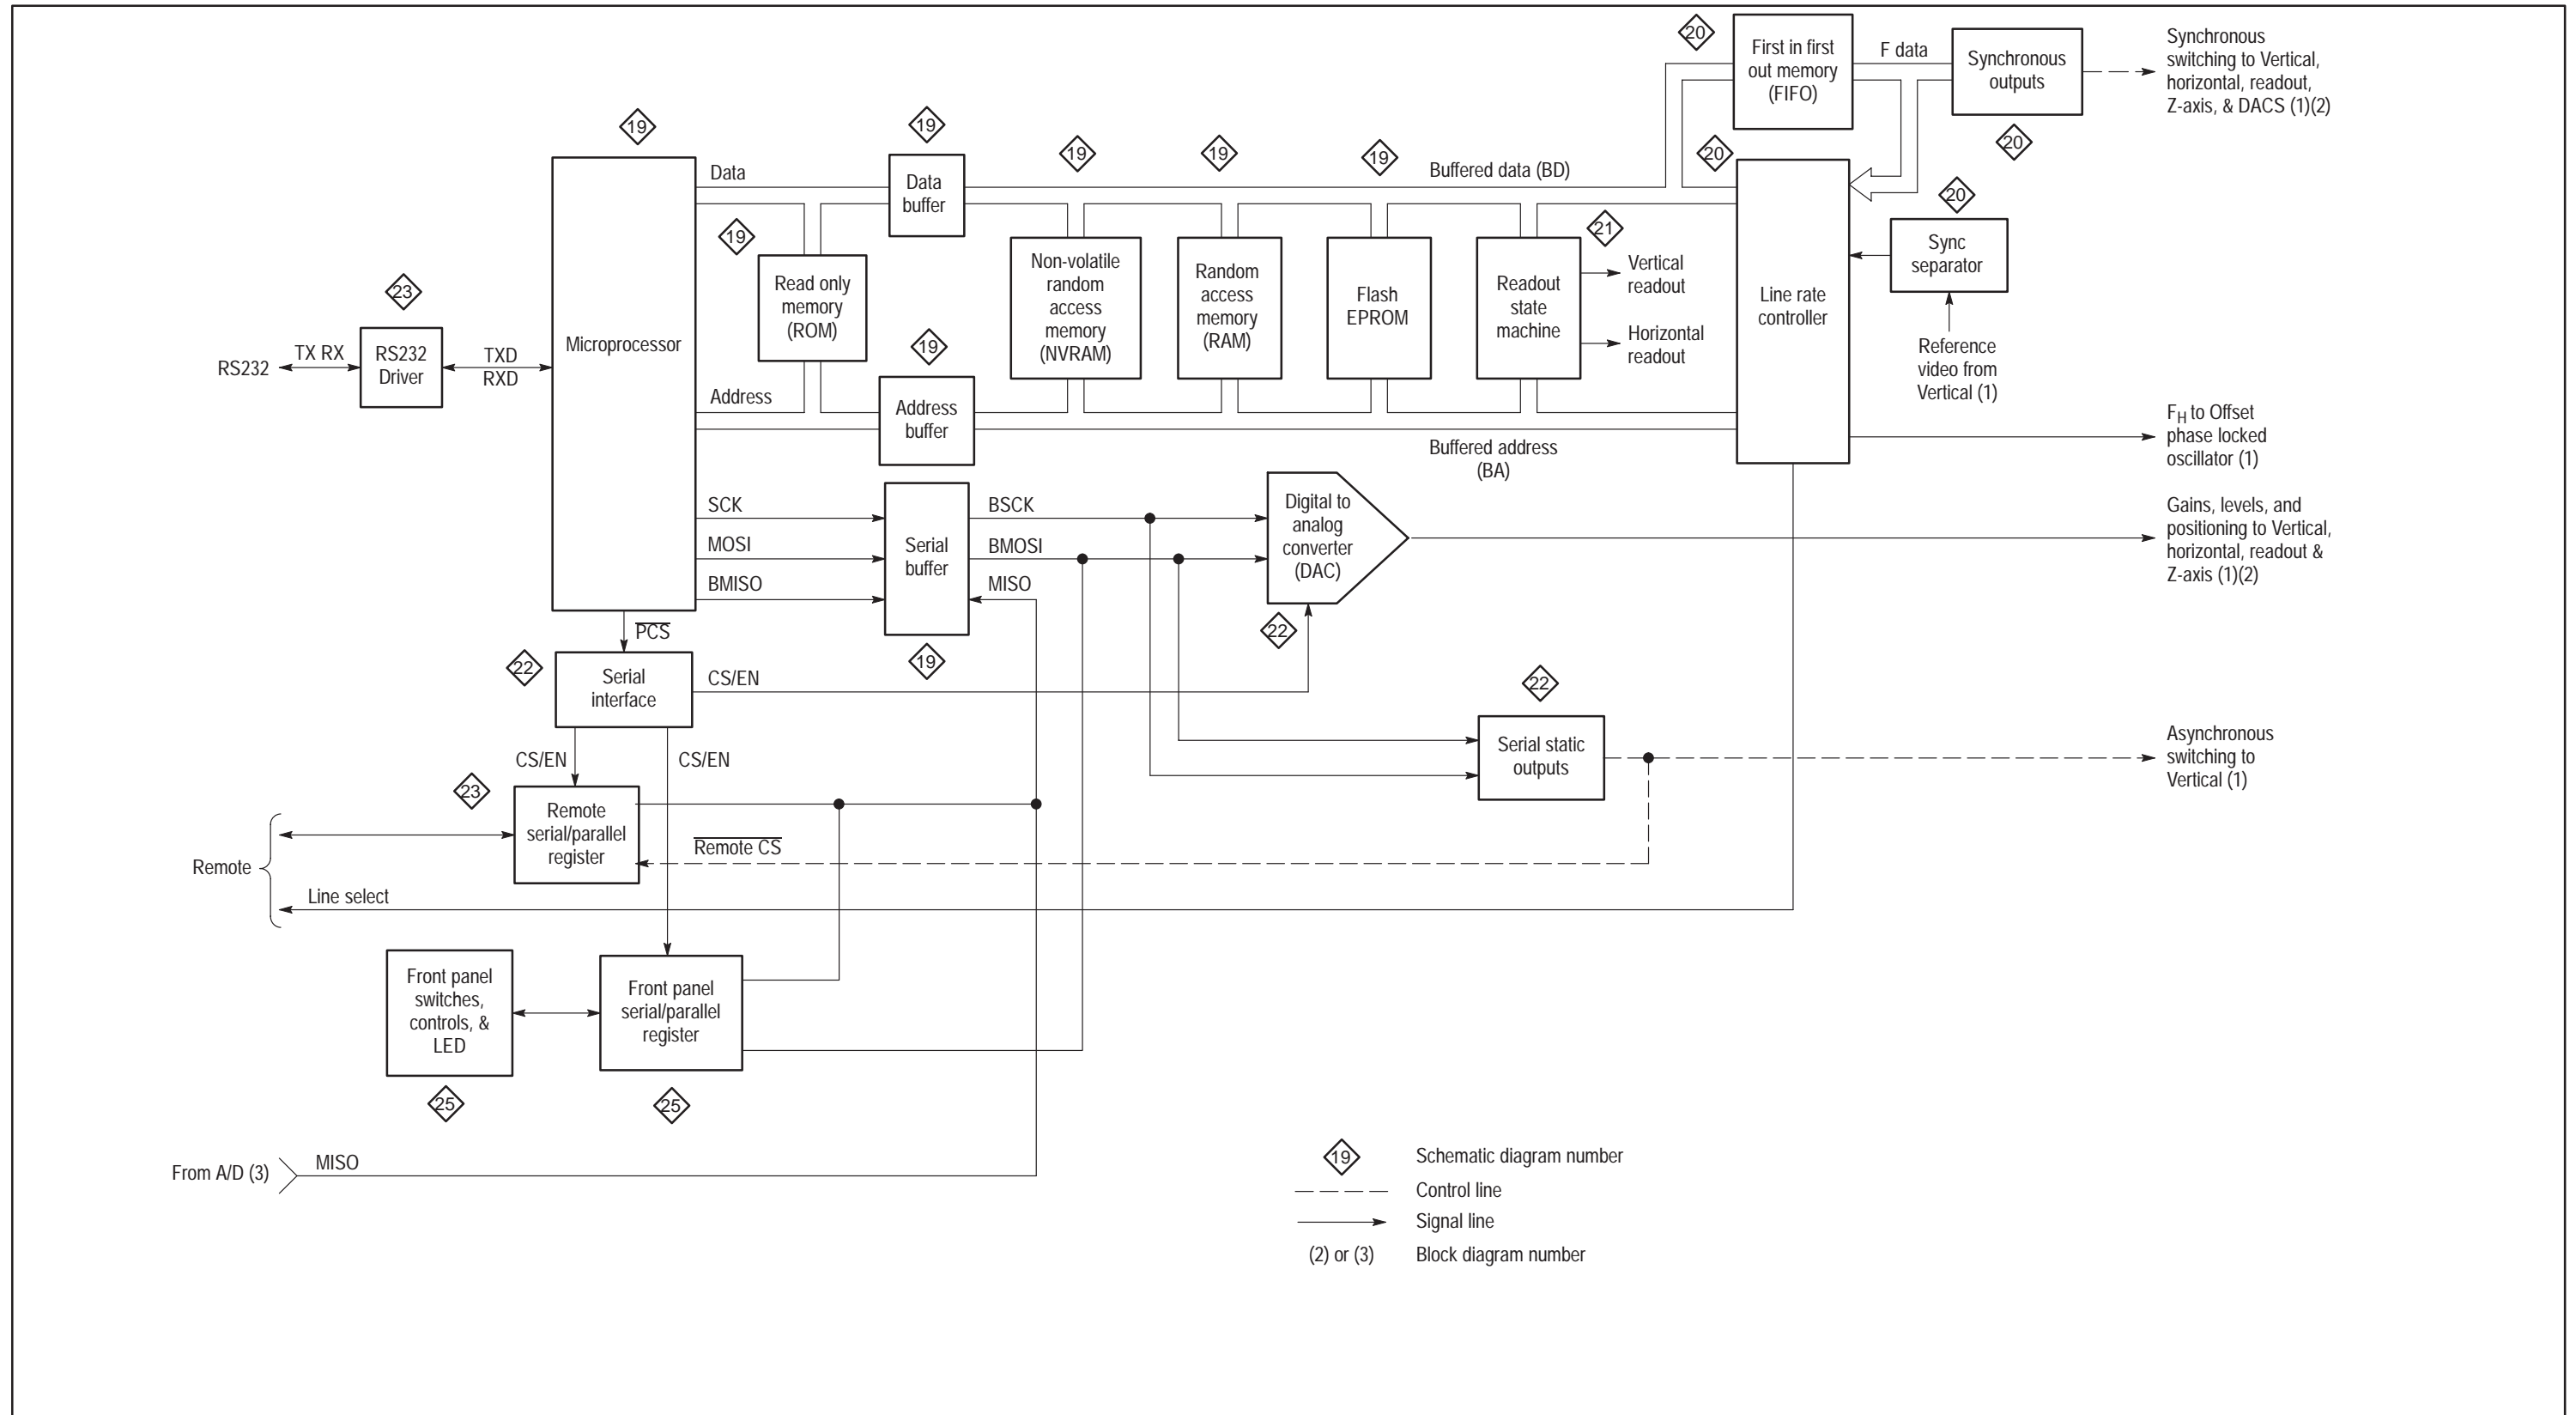 20
First in first
out memory
(FIFO)
F data
Synchronous
outputs
20
Synchronous
switching to Vertical,
horizontal, readout,
Z-axis, & DACS (1)(2)
19
Microprocessor
Data
19
Data
buffer
Buffered data (BD)
19
Read only
memory
(ROM)
19
Non-volatile
random
access
memory
(NVRAM)
19
Random
access
memory
(RAM)
19
Flash
EPROM
21
Readout
state
machine
Vertical
readout
Horizontal
readout
20
Line rate
controller
20
Sync
separator
Reference
video from
Vertical (1)
23
RS232
TX RX
RS232
Driver
TXD
RXD
Address
19
Address
buffer
Buffered address
(BA)
FH to Offset
phase locked
oscillator (1)
SCK
MOSI
BMISO
Serial
buffer
19
BSCK
BMOSI
MISO
Digital to
analog
converter
(DAC)
22
Gains, levels, and
positioning to Vertical,
horizontal, readout &
Z-axis (1)(2)
PCS
22
Serial
interface
CS/EN
CS/EN
CS/EN
22
Serial static
outputs
Asynchronous
switching to
Vertical (1)
23
Remote
serial/parallel
register
Remote CS
Remote
Line select
Front panel
switches,
controls, &
LED
25
Front panel
serial/parallel
register
25
From A/D (3)
MISO
19 Schematic diagram number
Control line
Signal line
(2) or (3) Block diagram number